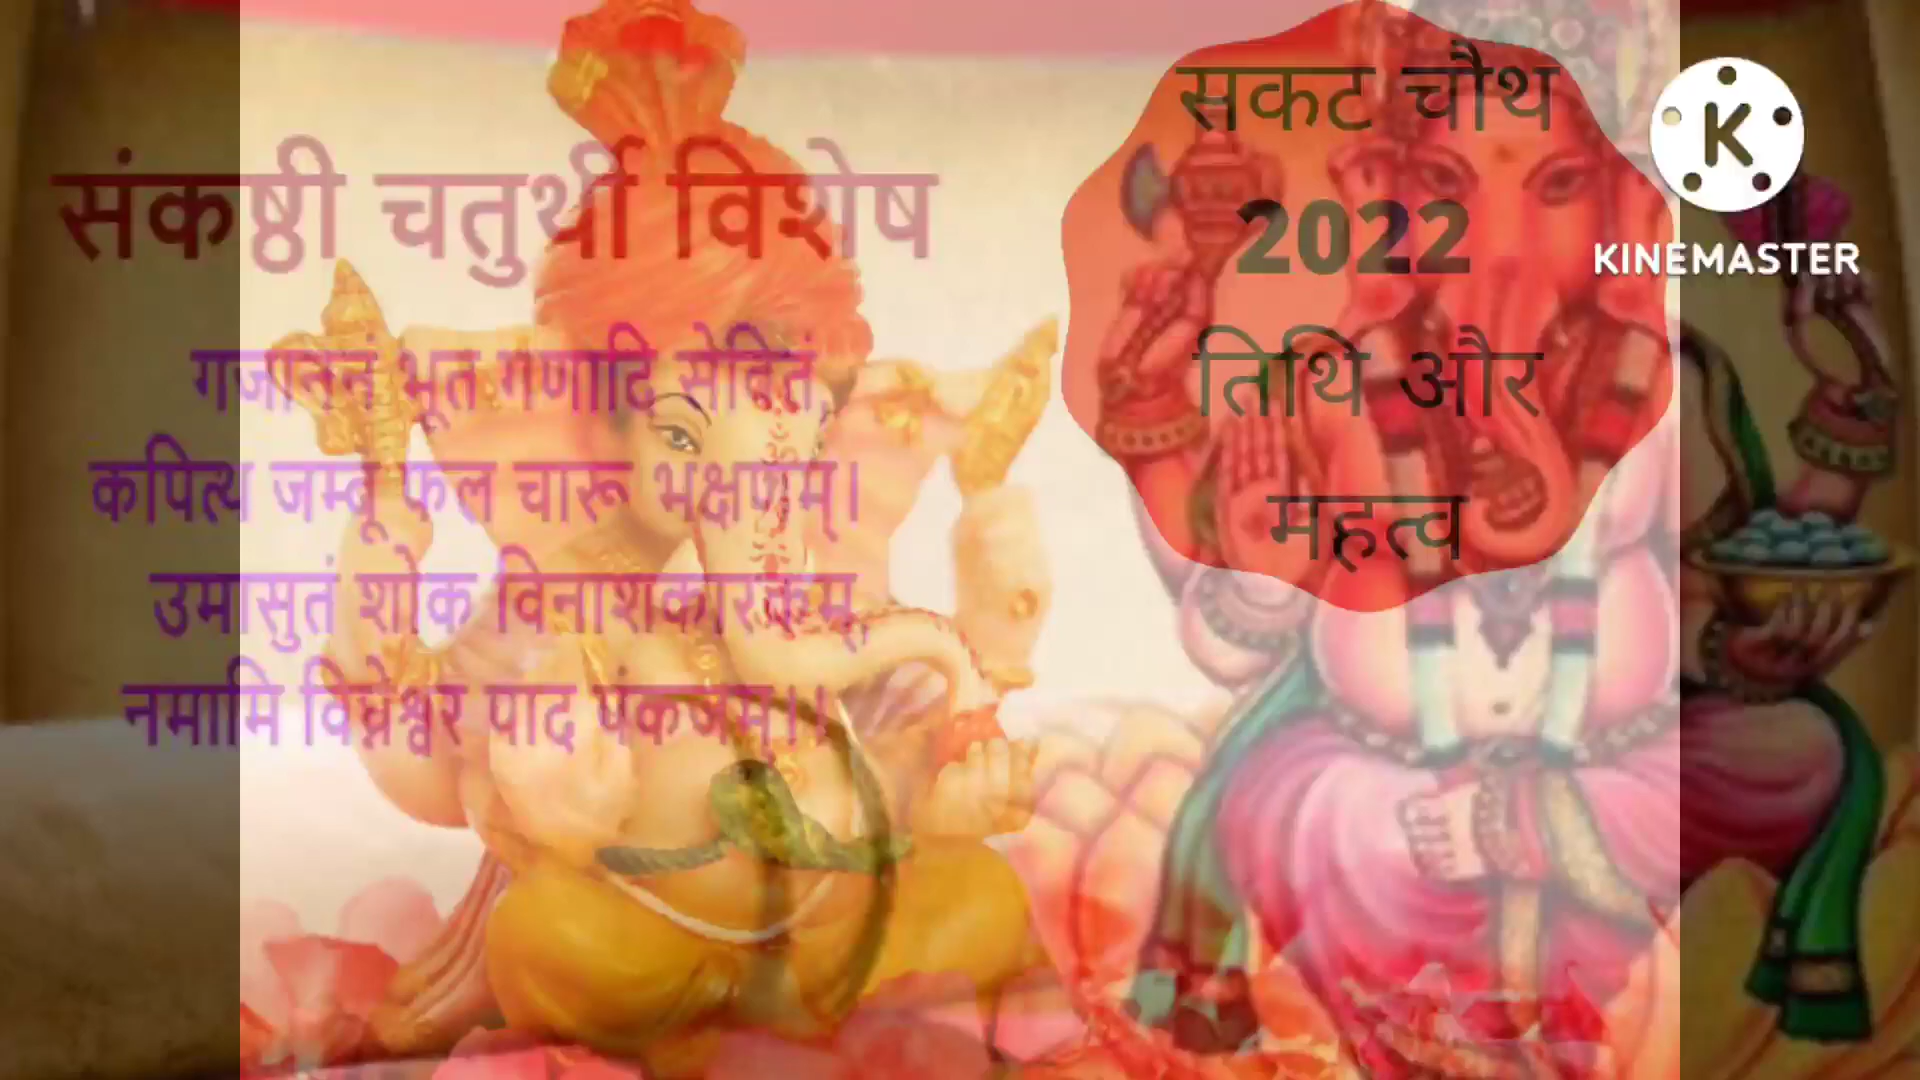 संकष्ठी चतुर्थी विशेष
गजाननं भूत गणादि सेवितं,
कपित्थ जम्बू फल चारू भक्षणम्।
उमासुतं शोक विनाशकारकम्,
नमामि विघ्नेश्वर पाद पंकजम्।।
सकट चौथ
2022
तिथि और
महत्व
K
KINEMASTER